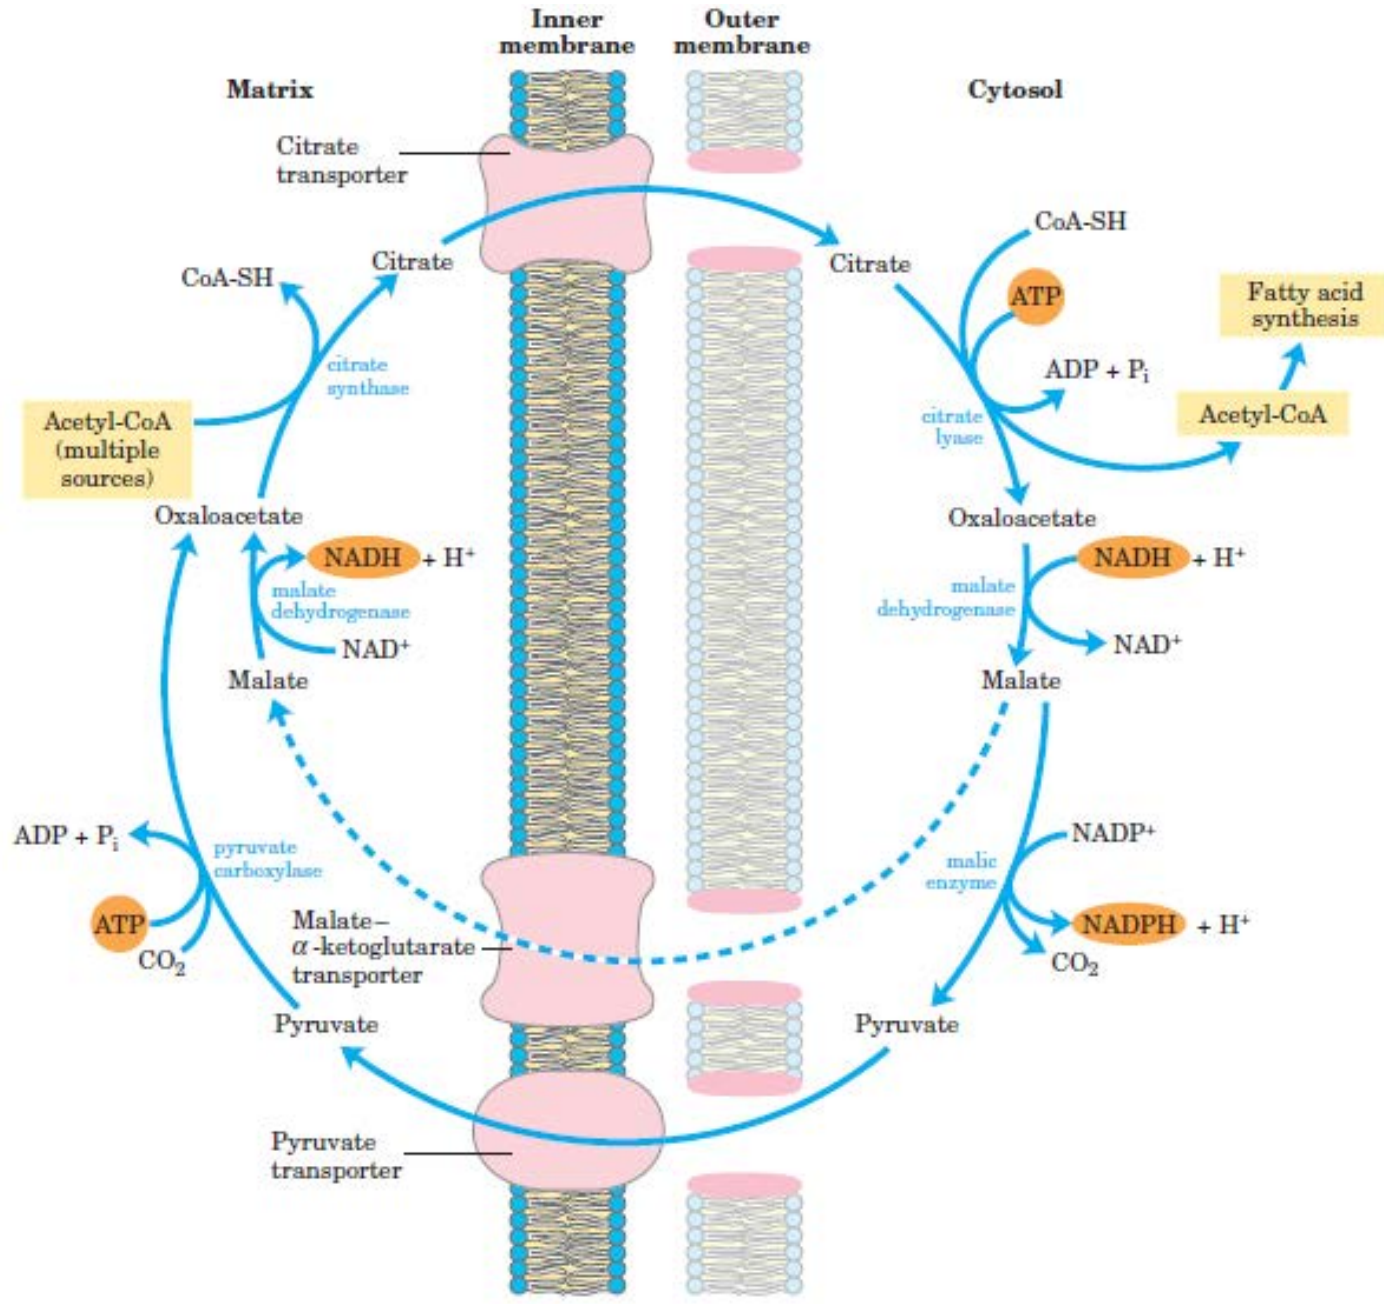 Inner
membrane
Outer
membrane
Matrix
Cytosol
Citrate
transporter
CoA-SH
Citrate
Citrate
CoA-SH
ATP
Fatty acid
synthesis
citrate
synthase
ADP + Pi
Acetyl-CoA
(multiple
sources)
citrate
lyase
Acetyl-CoA
Oxaloacetate
Oxaloacetate
NADH + H+
NADH + H+
malate
dehydrogenase
malate
dehydrogenase
NAD+
NAD+
Malate
Malate
ADP + Pi
pyruvate
carboxylase
NADP+
malic
enzyme
ATP
CO2
NADPH + H+
CO2
Malate–
α-ketoglutarate
transporter
Pyruvate
Pyruvate
Pyruvate
transporter